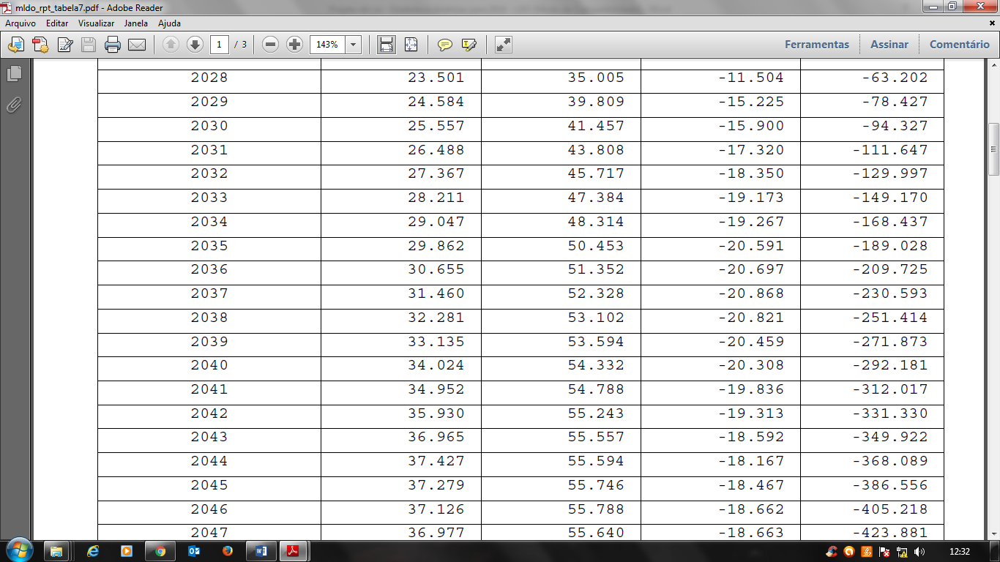 mldo_rpt_tabela7.pdf - Adobe Reader
Arquivo Editar Visualizar Janela Ajuda
1 / 3 143% Ferramentas Assinar Comentário
2028 23.501 35.005 -11.504 -63.202
2029 24.584 39.809 -15.225 -78.427
2030 25.557 41.457 -15.900 -94.327
2031 26.488 43.808 -17.320 -111.647
2032 27.367 45.717 -18.350 -129.997
2033 28.211 47.384 -19.173 -149.170
2034 29.047 48.314 -19.267 -168.437
2035 29.862 50.453 -20.591 -189.028
2036 30.655 51.352 -20.697 -209.725
2037 31.460 52.328 -20.868 -230.593
2038 32.281 53.102 -20.821 -251.414
2039 33.135 53.594 -20.459 -271.873
2040 34.024 54.332 -20.308 -292.181
2041 34.952 54.788 -19.836 -312.017
2042 35.930 55.243 -19.313 -331.330
2043 36.965 55.557 -18.592 -349.922
2044 37.427 55.594 -18.167 -368.089
2045 37.279 55.746 -18.467 -386.556
2046 37.126 55.788 -18.662 -405.218
2047 36.977 55.640 -18.663 -423.881
12:32